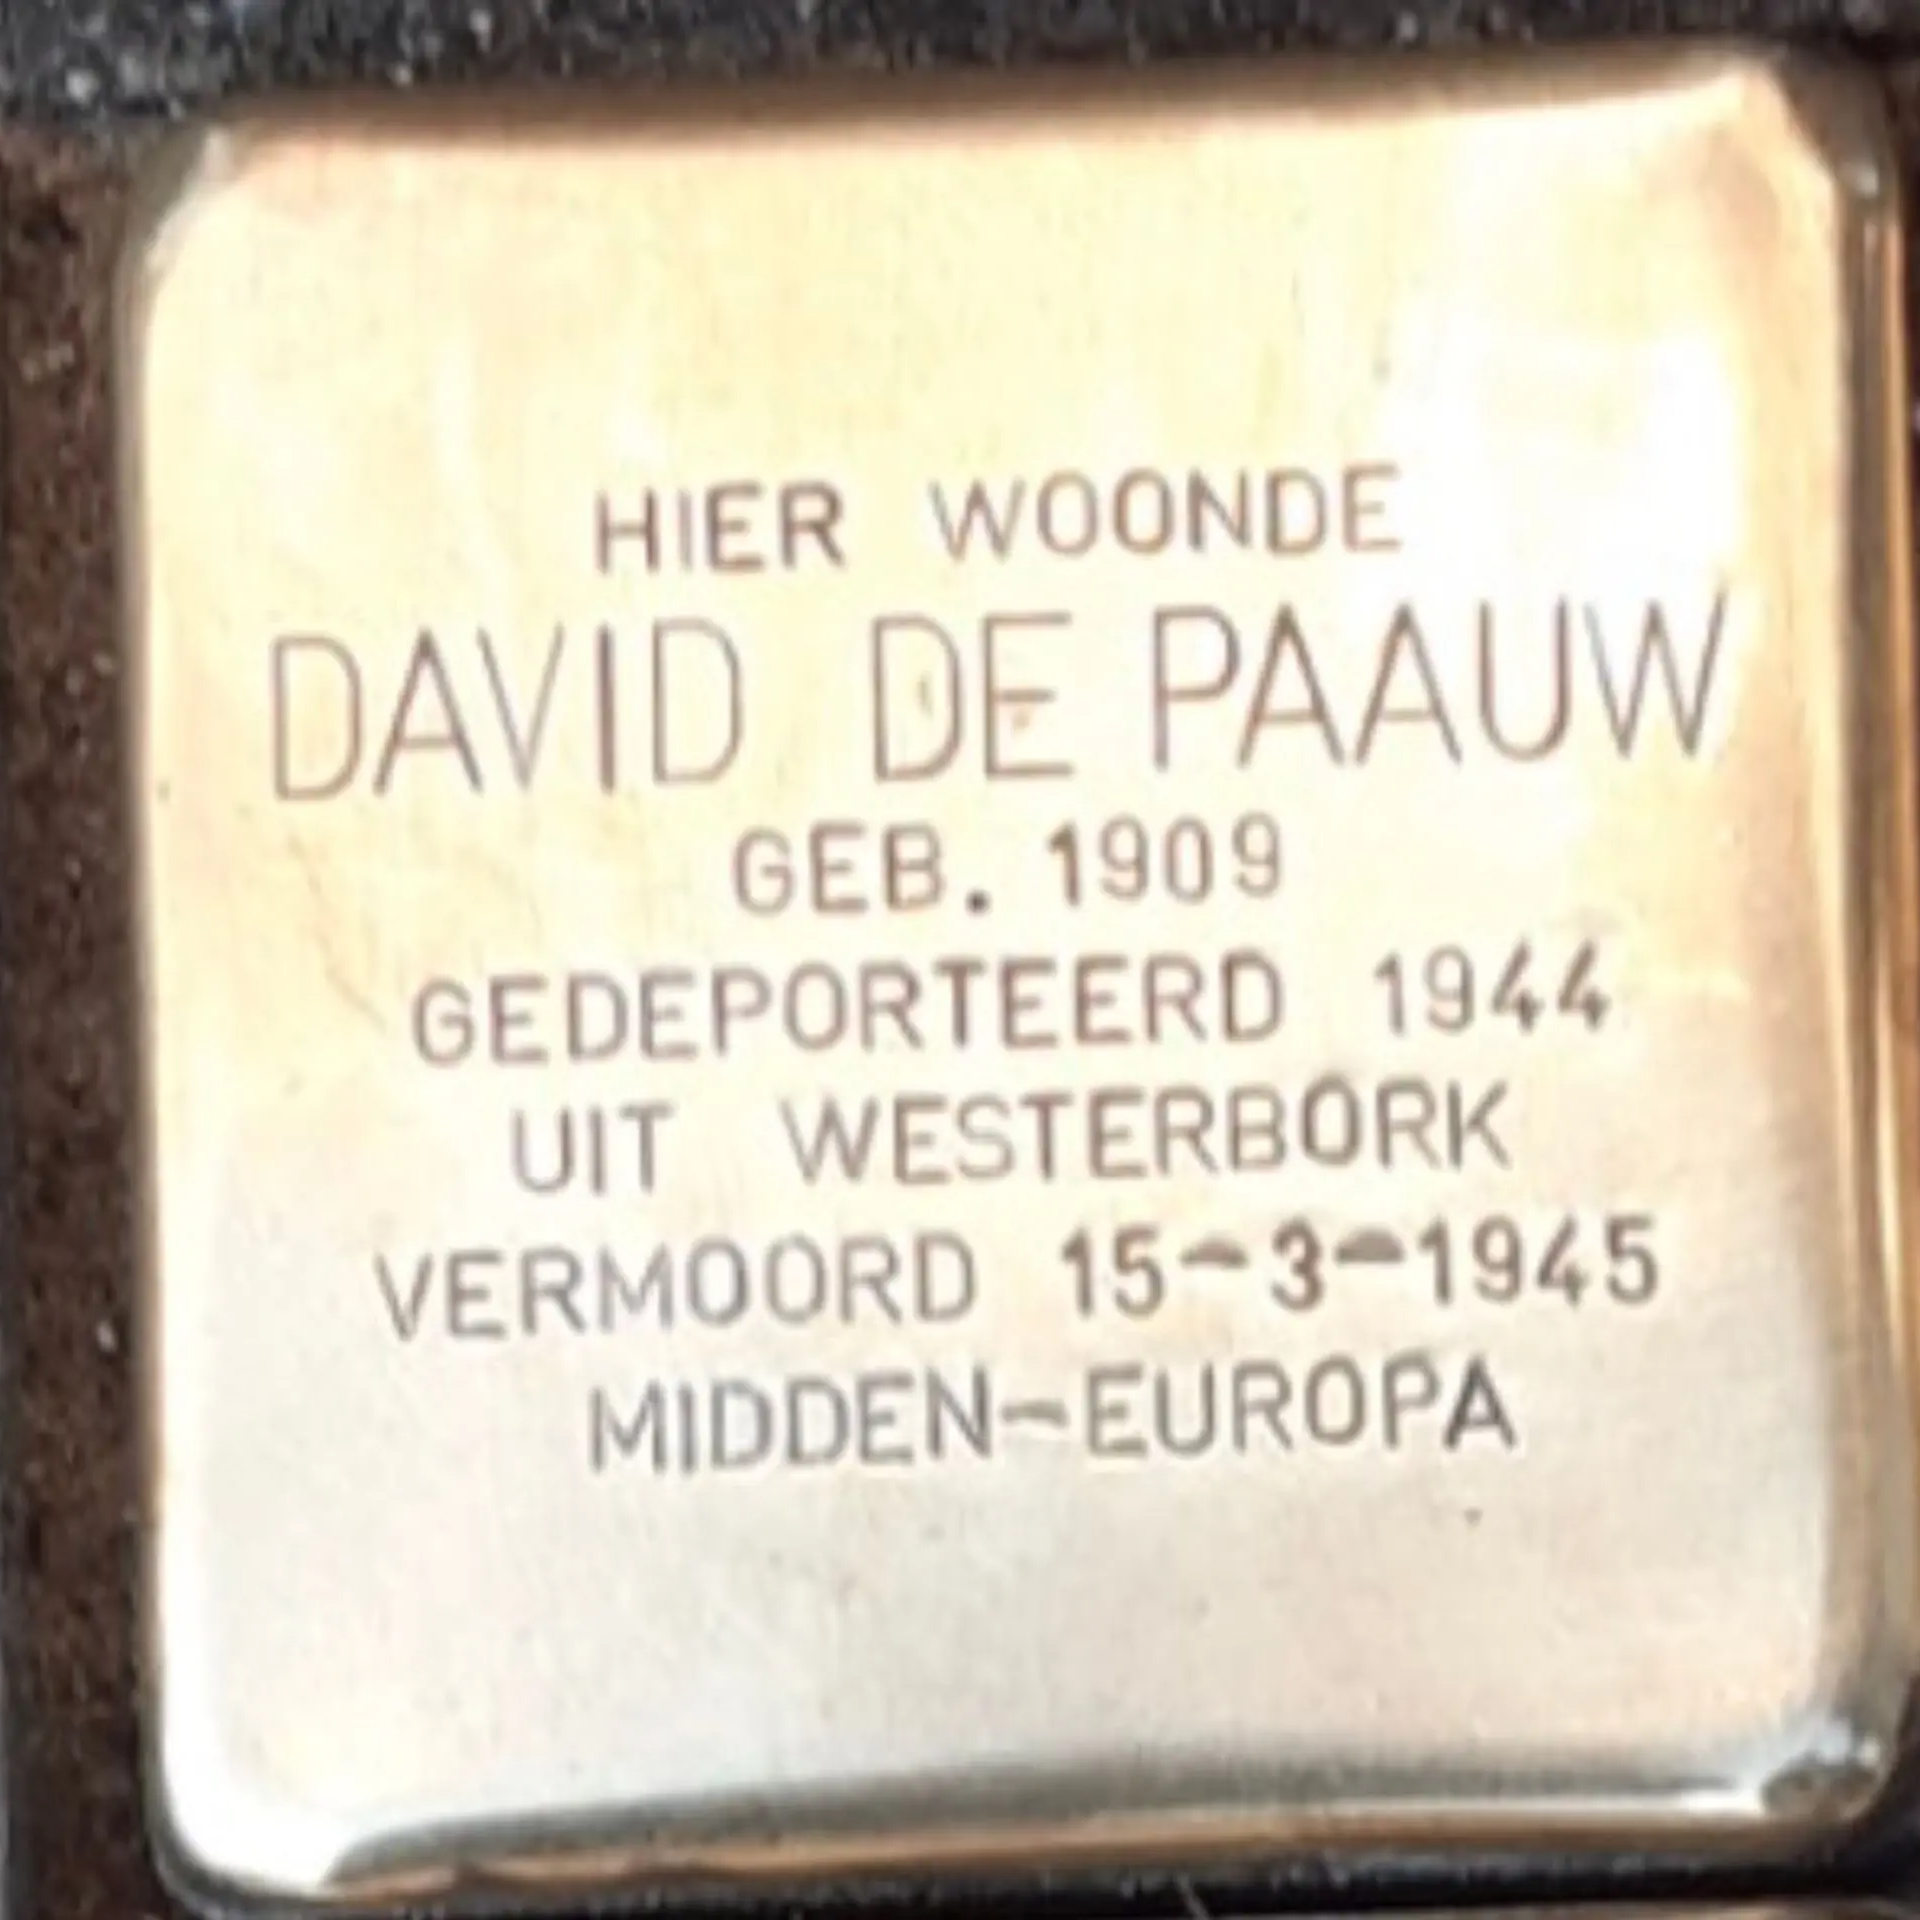 HIER WOONDE
DAVID DE PAAUW
GEB. 1909
GEDEPORTEERD 1944
UIT WESTERBORK
VERMOORD 15-3-1945
MIDDEN-EUROPA